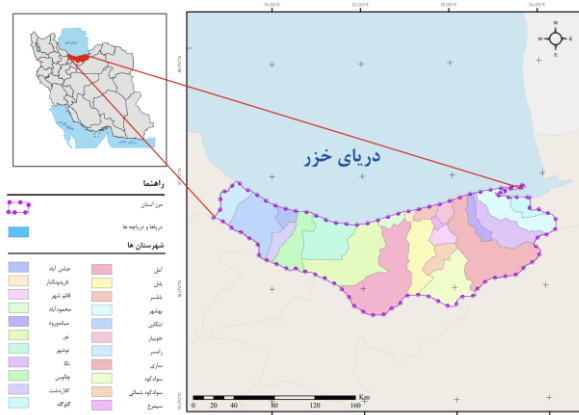 دریای خزر
N
W
E
S
0
20
40
80
120
160
Km
راهنما
مرز استان
دریاها و دریاچه ها
شهرستان ها
آمل
بابل
بابلسر
بهشهر
تنکابن
جویبار
رامسر
ساری
سوادکوه
سوادکوه شمالی
سیمرغ
عباس آباد
فریدونکنار
قائم شهر
محمودآباد
میاندورود
نور
نوشهر
نکا
چالوس
کلاردشت
گلوگاه